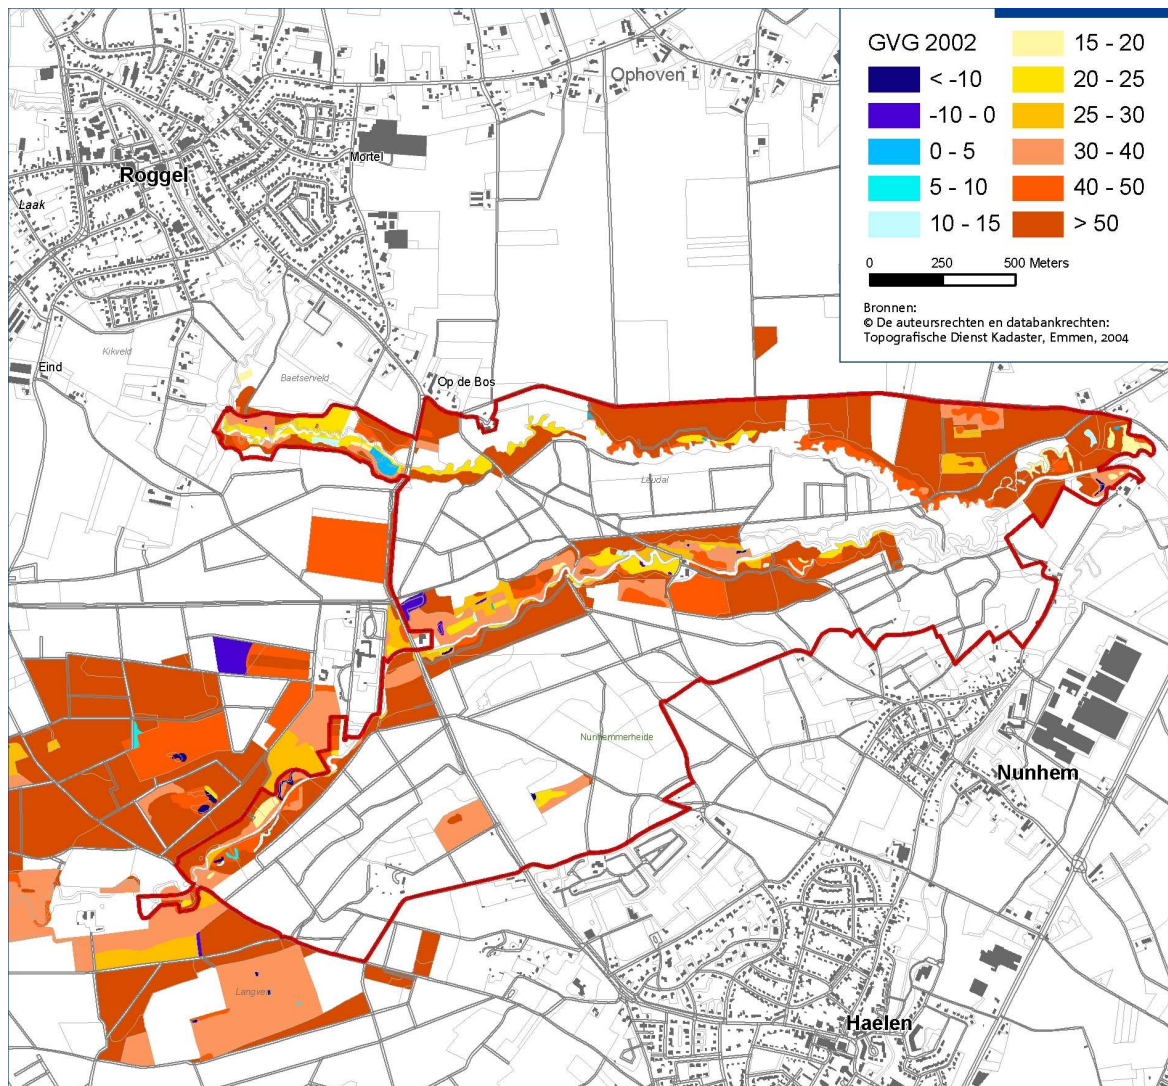 Ophoven
Mortel
Roggel
Laak
Kikveld
Eind
Baetserveld
Op de Bos
Leudal
Nunhemmerheide
Nunhem
Haelen
GVG 2002
< -10
-10 - 0
0 - 5
5 - 10
10 - 15
15 - 20
20 - 25
25 - 30
30 - 40
40 - 50
> 50
0 250 500 Meters
Bronnen:
© De auteursrechten en databankrechten:
Topografische Dienst Kadaster, Emmen, 2004